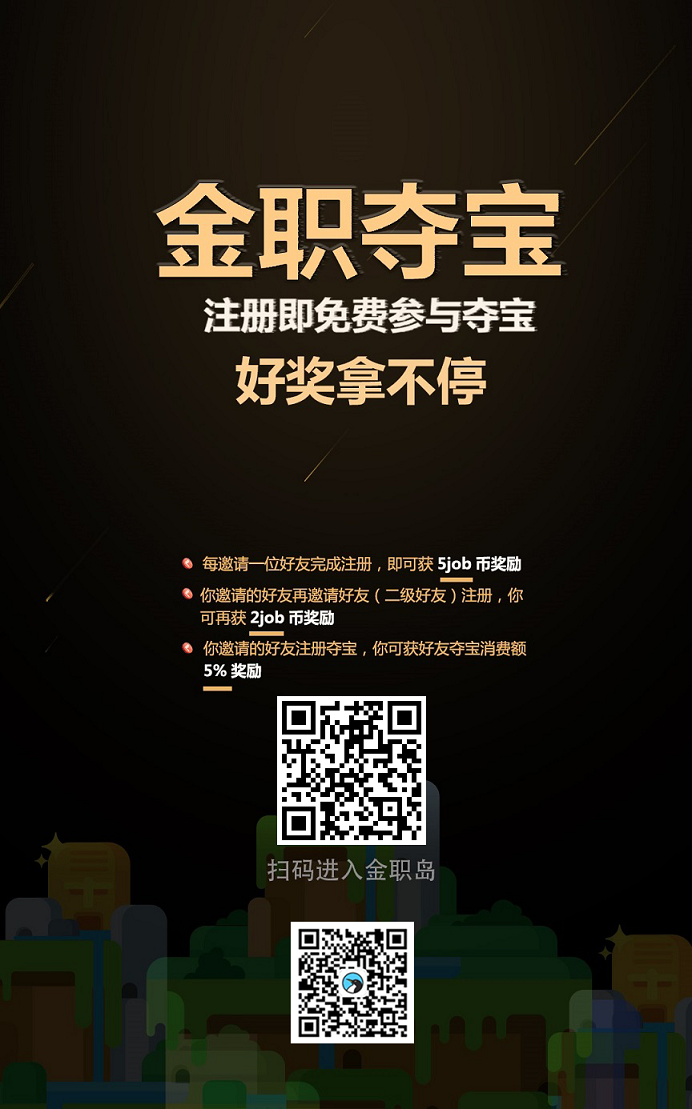 金职夺宝
注册即免费参与夺宝
好奖拿不停
每邀请一位好友完成注册，即可获 5job 币奖励
你邀请的好友再邀请好友（二级好友）注册，你
可再获 2job 币奖励
你邀请的好友注册夺宝，你可获好友夺宝消费额
5% 奖励
扫码进入金职岛